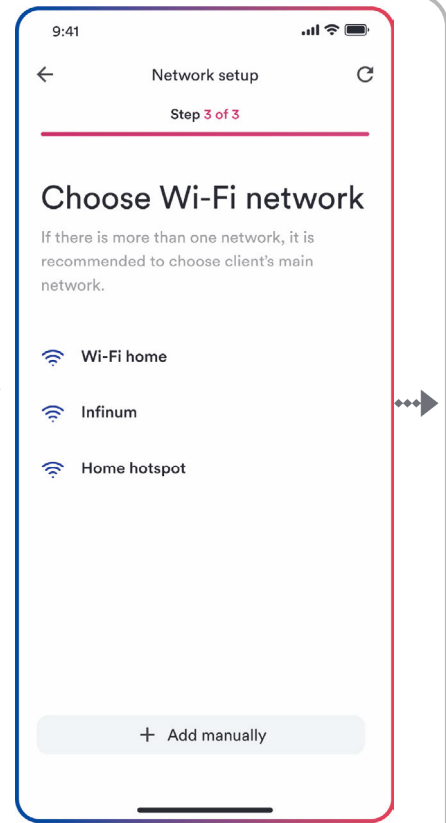 9:41
Network setup
Step 3 of 3
Choose Wi-Fi network
If there is more than one network, it is
recommended to choose client's main
network.
Wi-Fi home
Infinum
Home hotspot
+ Add manually